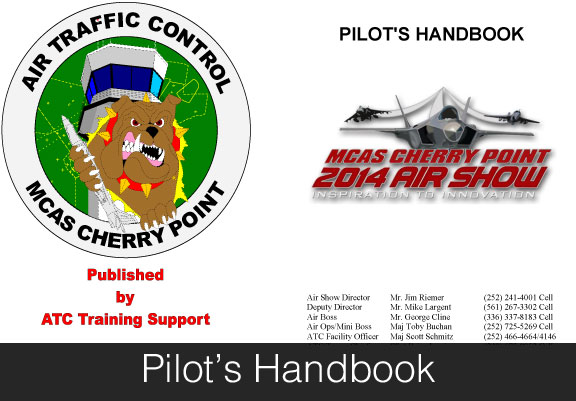 AIR TRAFFIC CONTROL
MCAS CHERRY POINT
Published
by
ATC Training Support
PILOT'S HANDBOOK
MCAS CHERRY POINT
2014 AIR SHOW
INSPIRATION TO INNOVATION
Air Show Director Mr. Jim Riemer (252) 241-4001 Cell
Deputy Director Mr. Mike Largent (561) 267-3302 Cell
Air Boss Mr. George Cline (336) 337-8183 Cell
Air Ops/Mini Boss Maj Toby Buchan (252) 725-5269 Cell
ATC Facility Officer Maj Scott Schmitz (252) 466-4664/4146
Pilot’s Handbook